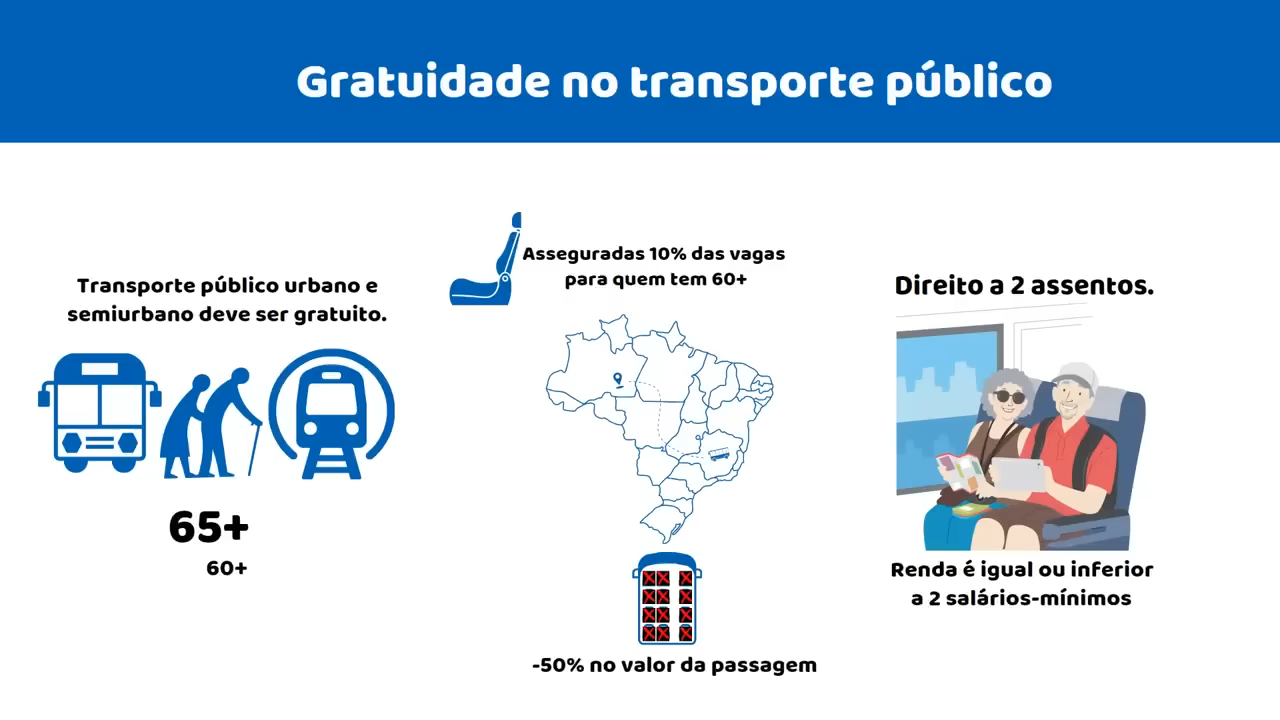 Gratuidade no transporte público
Transporte público urbano e
semiurbano deve ser gratuito.
65+
60+
Asseguradas 10% das vagas
para quem tem 60+
-50% no valor da passagem
Direito a 2 assentos.
Renda é igual ou inferior
a 2 salários-mínimos